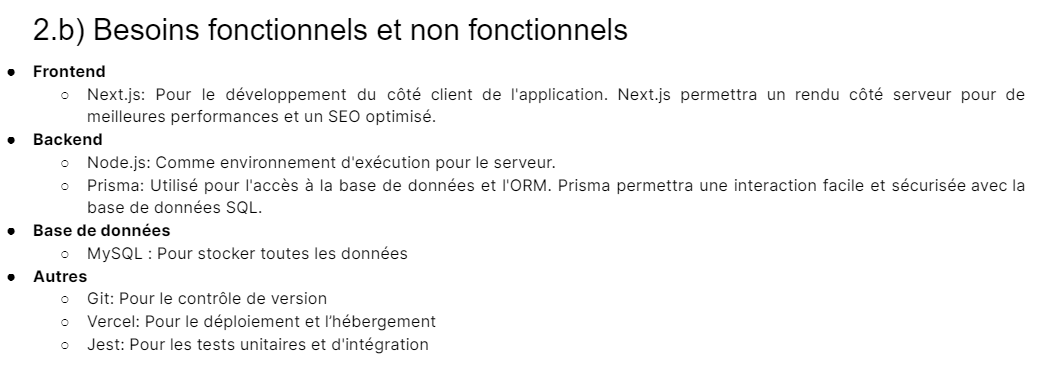 2.b) Besoins fonctionnels et non fonctionnels
● Frontend
○ Next.js: Pour le développement du côté client de l'application. Next.js permettra un rendu côté serveur pour de
meilleures performances et un SEO optimisé.
● Backend
○ Node.js: Comme environnement d'exécution pour le serveur.
○ Prisma: Utilisé pour l'accès à la base de données et l'ORM. Prisma permettra une interaction facile et sécurisée avec la
base de données SQL.
● Base de données
○ MySQL : Pour stocker toutes les données
● Autres
○ Git: Pour le contrôle de version
○ Vercel: Pour le déploiement et l’hébergement
○ Jest: Pour les tests unitaires et d'intégration